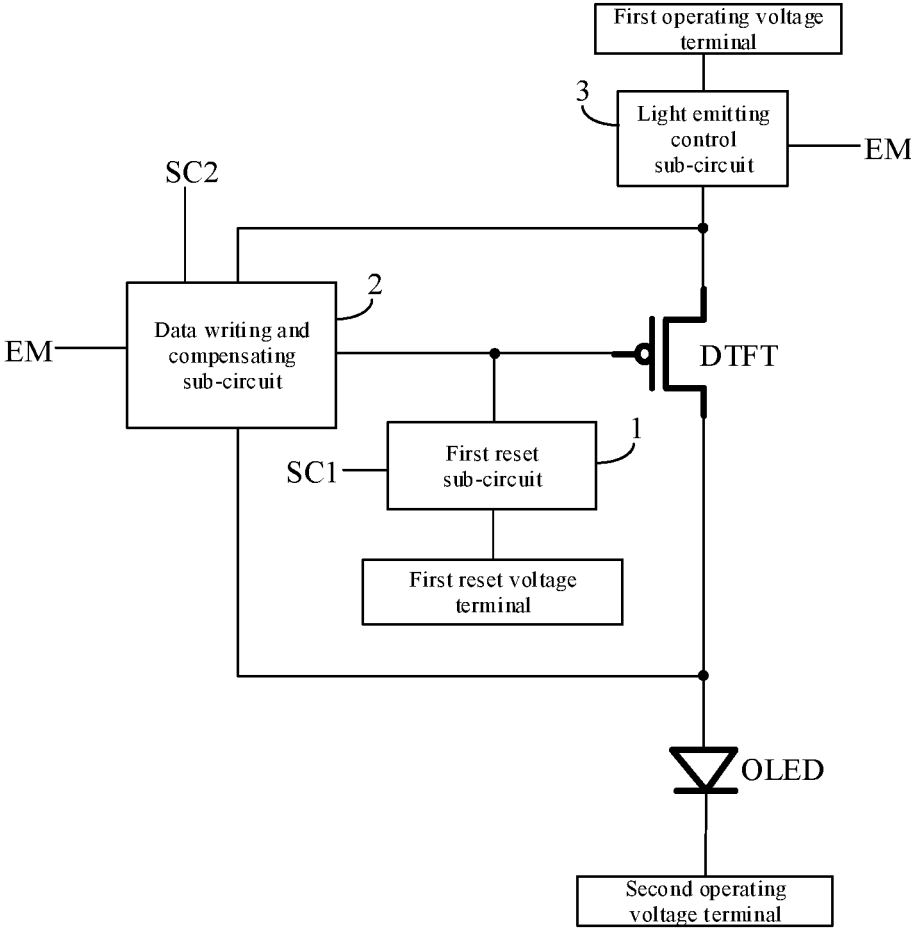 First operating voltage
terminal
3
Light emitting
control
sub-circuit
EM
SC2
2
Data writing and
compensating
sub-circuit
EM
DTFT
1
First reset
sub-circuit
SC1
First reset voltage
terminal
OLED
Second operating
voltage terminal